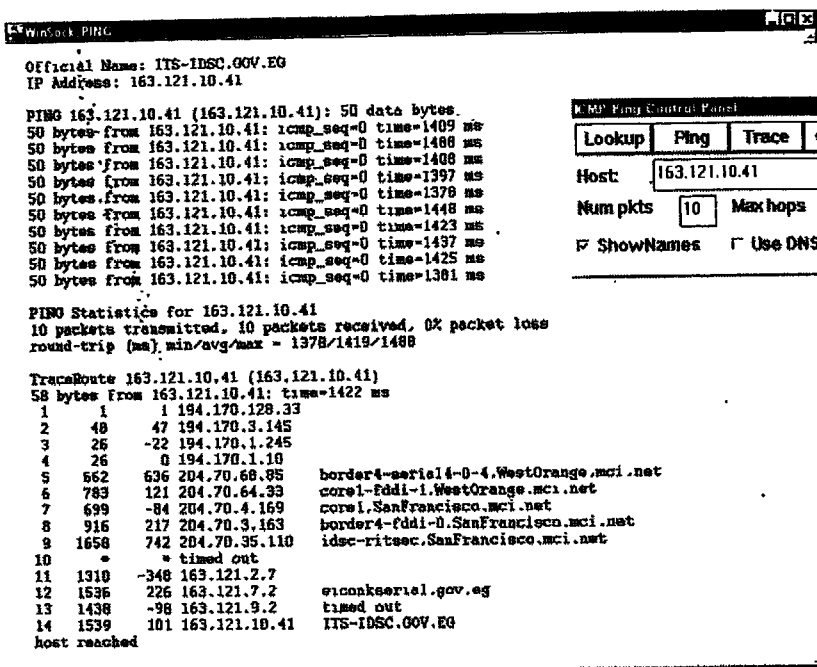 WinSock PING
Official Name: ITS-IDSC.GOV.EG
IP Address: 163.121.10.41
PING 163.121.10.41 (163.121.10.41): 50 data bytes
50 bytes from 163.121.10.41: icmp_seq=0 time=1409 ms
50 bytes from 163.121.10.41: icmp_seq=0 time=1488 ms
50 bytes from 163.121.10.41: icmp_seq=0 time=1408 ms
50 bytes from 163.121.10.41: icmp_seq=0 time=1397 ms
50 bytes from 163.121.10.41: icmp_seq=0 time=1378 ms
50 bytes from 163.121.10.41: icmp_seq=0 time=1448 ms
50 bytes from 163.121.10.41: icmp_seq=0 time=1423 ms
50 bytes from 163.121.10.41: icmp_seq=0 time=1437 ms
50 bytes from 163.121.10.41: icmp_seq=0 time=1425 ms
50 bytes from 163.121.10.41: icmp_seq=0 time=1381 ms
PING Statistics for 163.121.10.41
10 packets transmitted, 10 packets received, 0% packet loss
round-trip (ms) min/avg/max = 1378/1419/1488
TraceRoute 163.121.10.41 (163.121.10.41)
58 bytes from 163.121.10.41: time=1422 ms
1 1 1 194.170.128.33
2 48 47 194.170.3.145
3 26 -22 194.170.1.245
4 26 0 194.170.1.10
5 662 636 204.70.68.85 border4-serial4-0-4.WestOrange.mci.net
6 783 121 204.70.64.33 core1-fddi-1.WestOrange.mci.net
7 699 -84 204.70.4.169 core1.SanFrancisco.mci.net
8 916 217 204.70.3.163 border4-fddi-0.SanFrancisco.mci.net
9 1658 742 204.70.35.110 idsc-ritsec.SanFrancisco.mci.net
10 * * timed out
11 1310 -348 163.121.2.7
12 1536 226 163.121.7.2 eiconkserial.gov.eg
13 1438 -98 163.121.9.2 timed out
14 1539 101 163.121.10.41 ITS-IDSC.GOV.EG
host reached
ICMP Ping Control Panel
Lookup Ping Trace
Host: 163.121.10.41
Num pkts 10 Max hops
ShowNames Use DNS